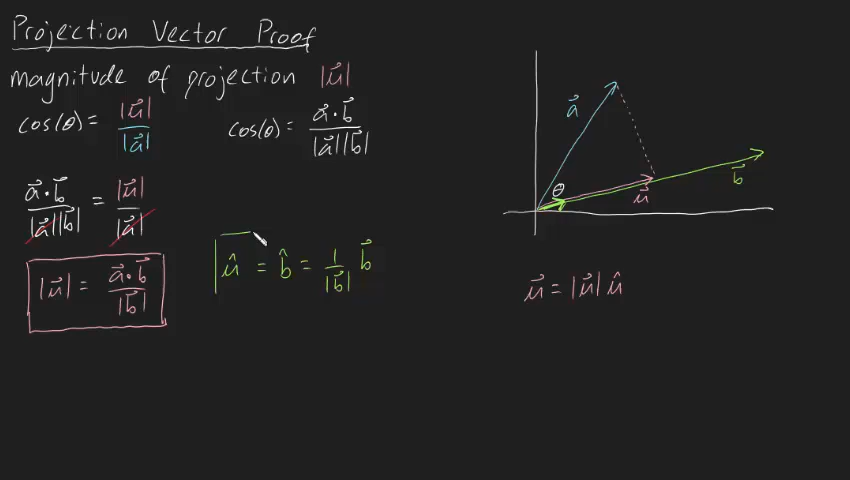 Projection Vector Proof
magnitude of projection |u⃗|
cos(θ) = |u⃗| / |a⃗|
cos(θ) = a⃗·b⃗ / |a⃗||b⃗|
a⃗·b⃗ / |a⃗||b⃗| = |u⃗| / |a⃗|
|u⃗| = a⃗·b⃗ / |b⃗|
û = b̂ = 1 / |b⃗| b⃗
a⃗
θ
u⃗
b⃗
u⃗ = |u⃗| û